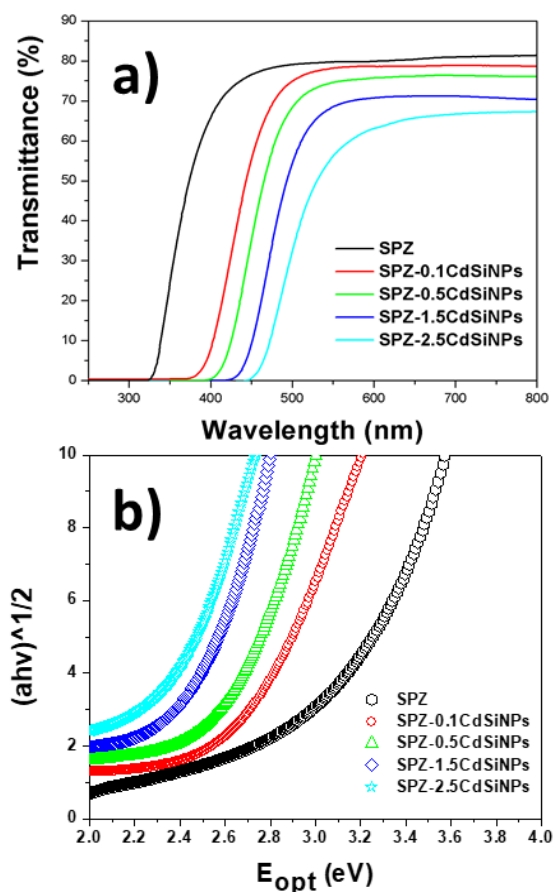 a)
Transmittance (%)
90
80
70
60
50
40
30
20
10
0
SPZ
SPZ-0.1CdSiNPs
SPZ-0.5CdSiNPs
SPZ-1.5CdSiNPs
SPZ-2.5CdSiNPs
300 400 500 600 700 800
Wavelength (nm)
b)
(ahv)^1/2
10
8
6
4
2
0
SPZ
SPZ-0.1CdSiNPs
SPZ-0.5CdSiNPs
SPZ-1.5CdSiNPs
SPZ-2.5CdSiNPs
2.0 2.2 2.4 2.6 2.8 3.0 3.2 3.4 3.6 3.8 4.0
Eopt (eV)